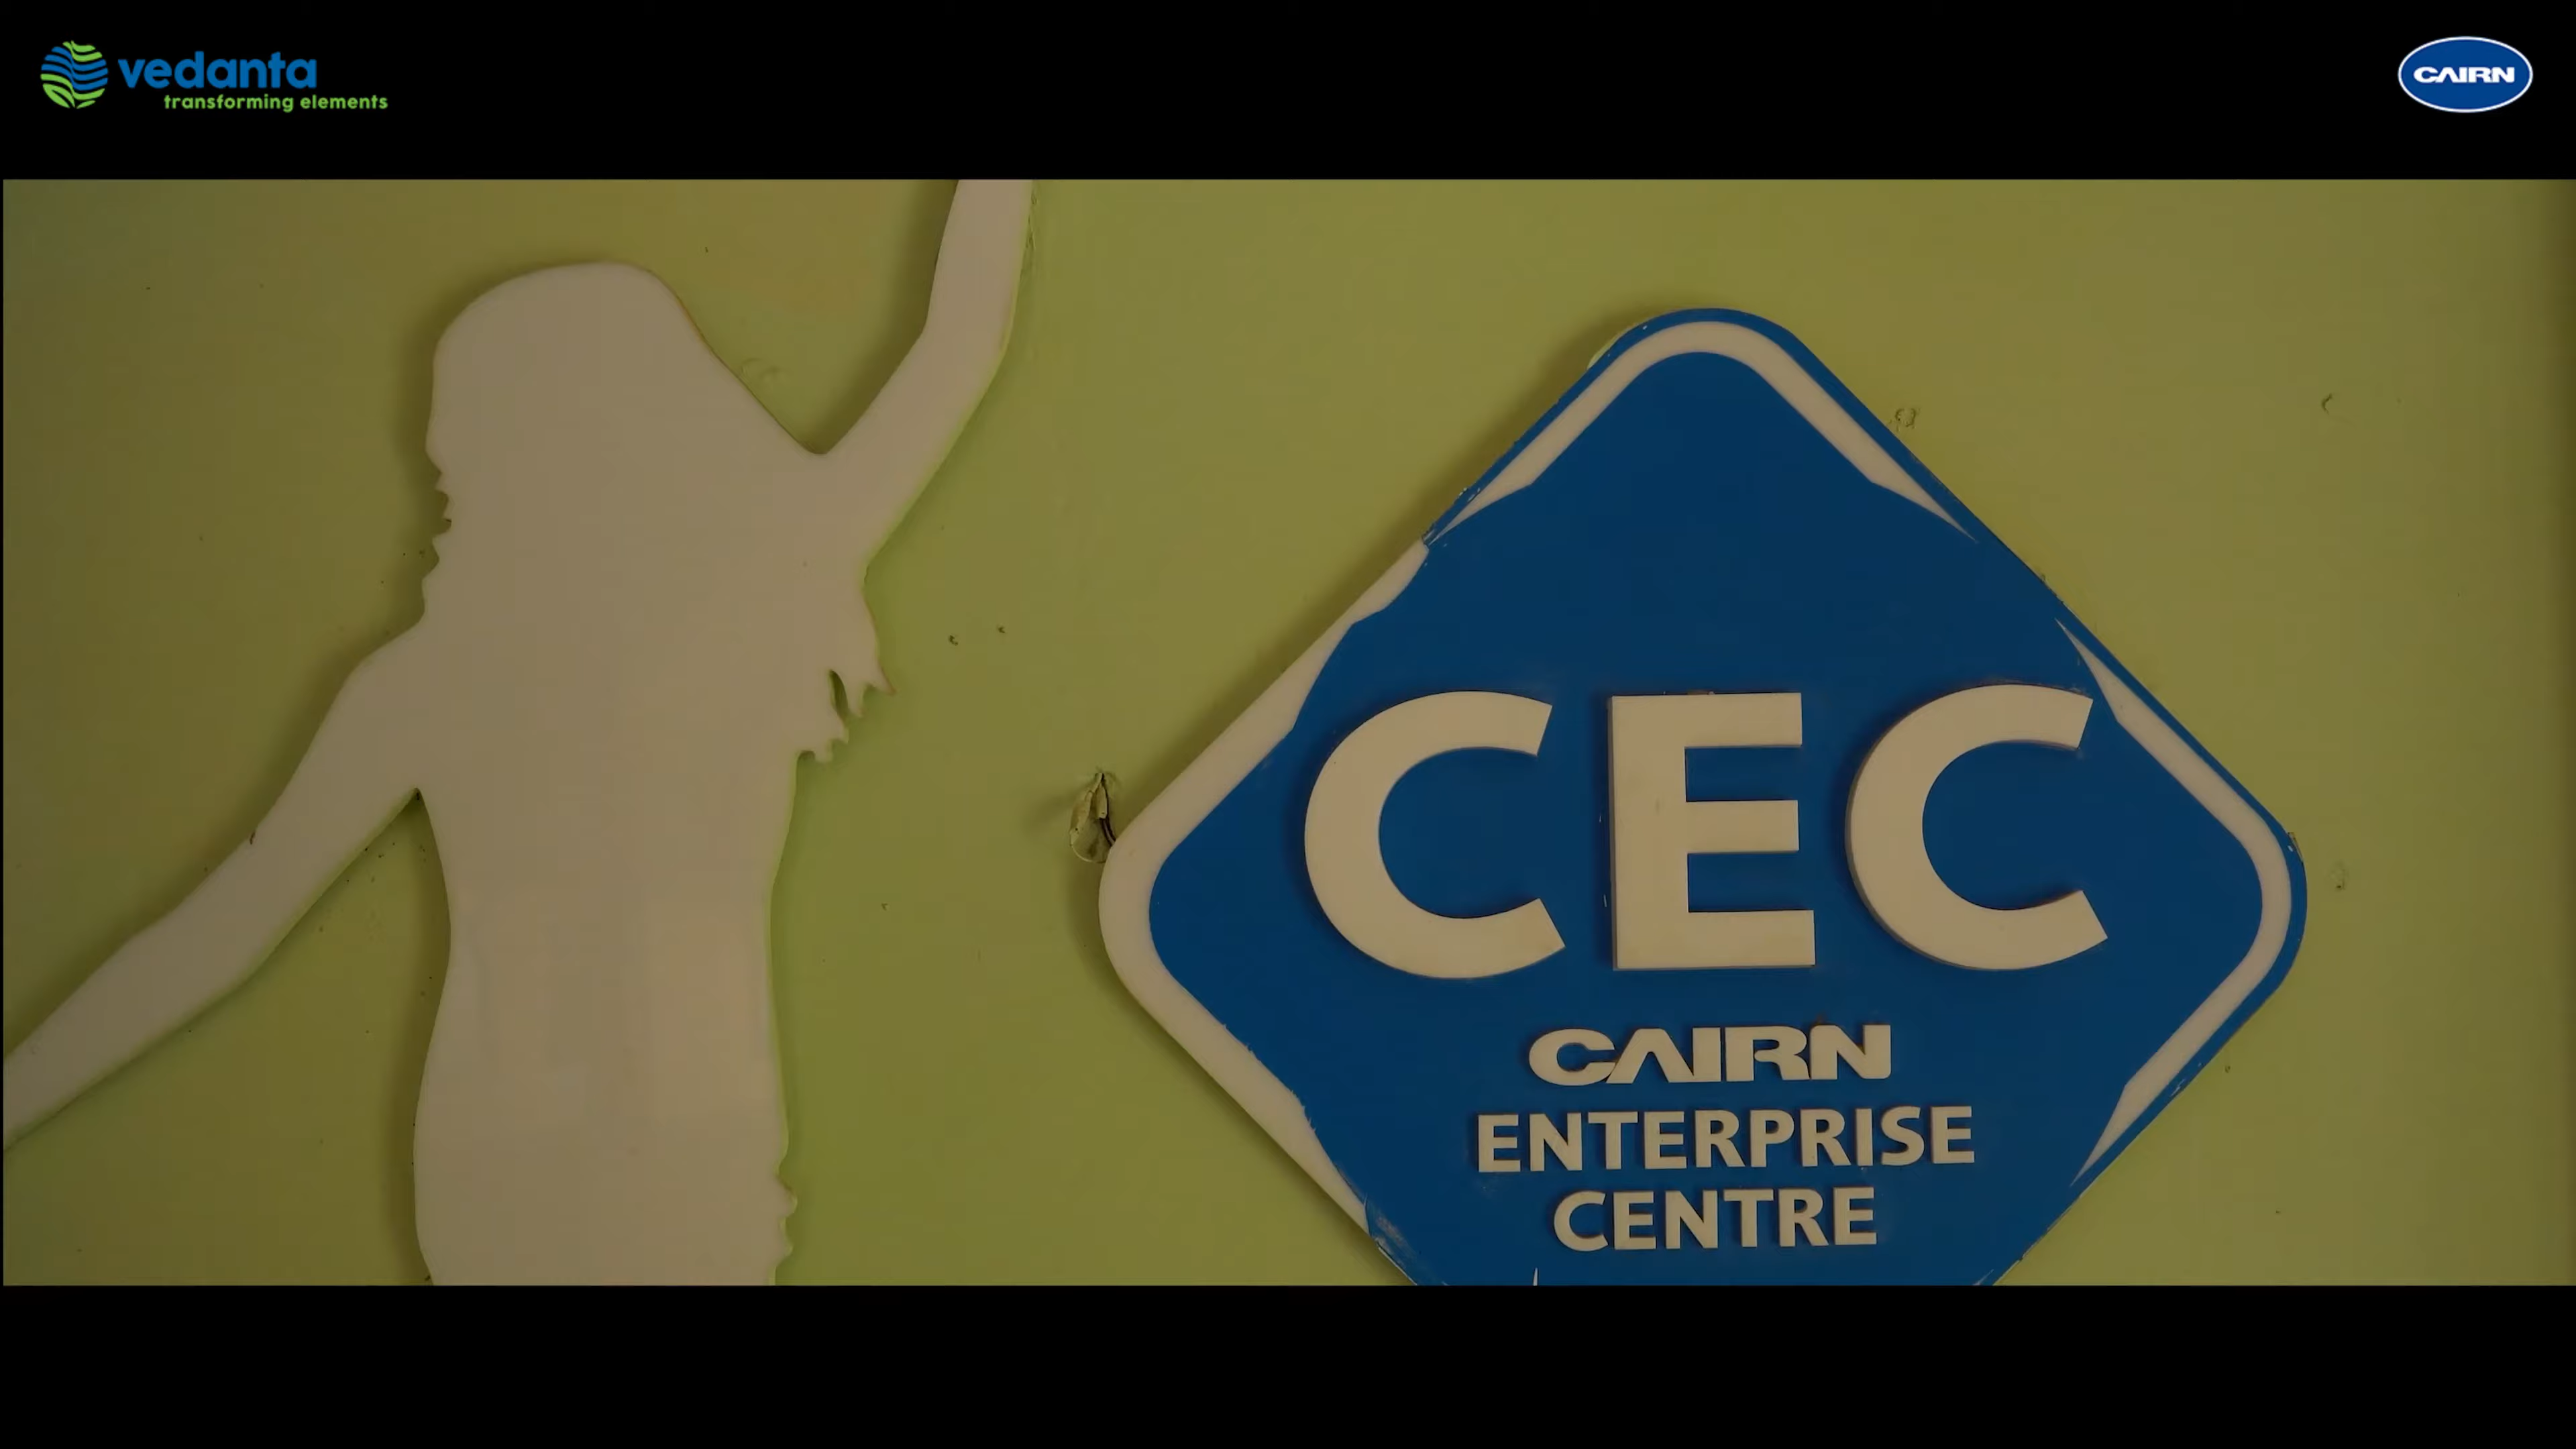 vedanta
transforming elements
CAIRN
CEC
CAIRN
ENTERPRISE
CENTRE